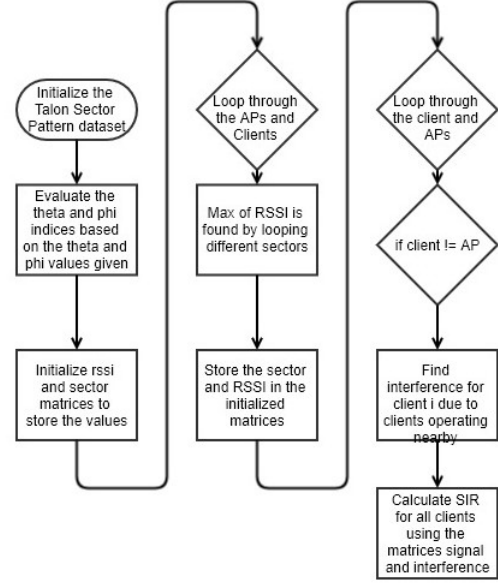 Initialize the
Talon Sector
Pattern dataset
Evaluate the
theta and phi
indices based
on the theta and
phi values given
Initialize rssi
and sector
matrices to
store the values
Loop through
the APs and
Clients
Max of RSSI is
found by looping
different sectors
Store the sector
and RSSI in the
initialized
matrices
Loop through
the client and
APs
if client != AP
Find
interference for
client i due to
clients operating
nearby
Calculate SIR
for all clients
using the
matrices signal
and interference